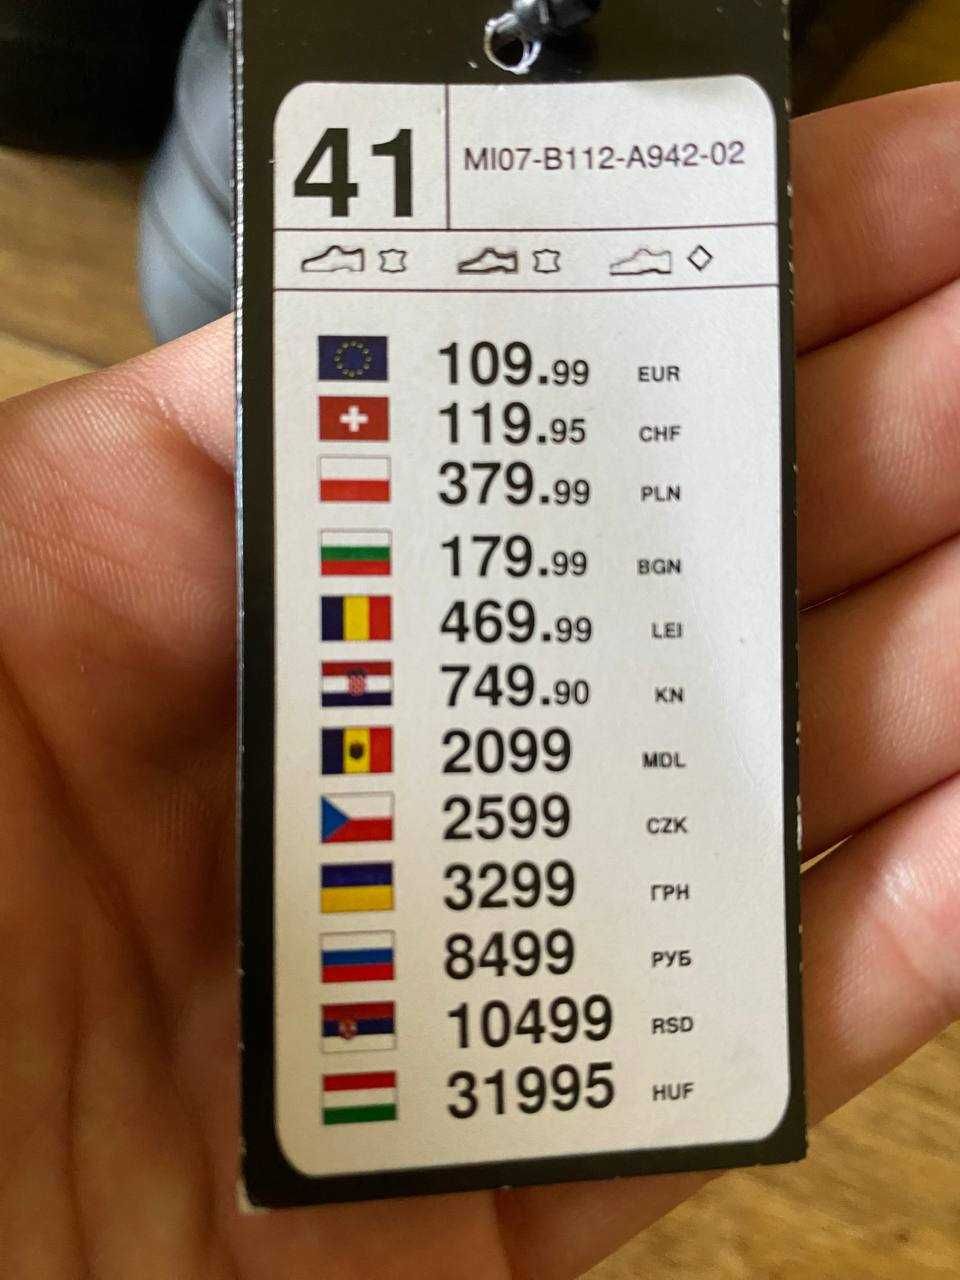 41 MI07-B112-A942-02
109.99 EUR
119.95 CHF
379.99 PLN
179.99 BGN
469.99 LEI
749.90 KN
2099 MDL
2599 CZK
3299 ГРН
8499 РУБ
10499 RSD
31995 HUF